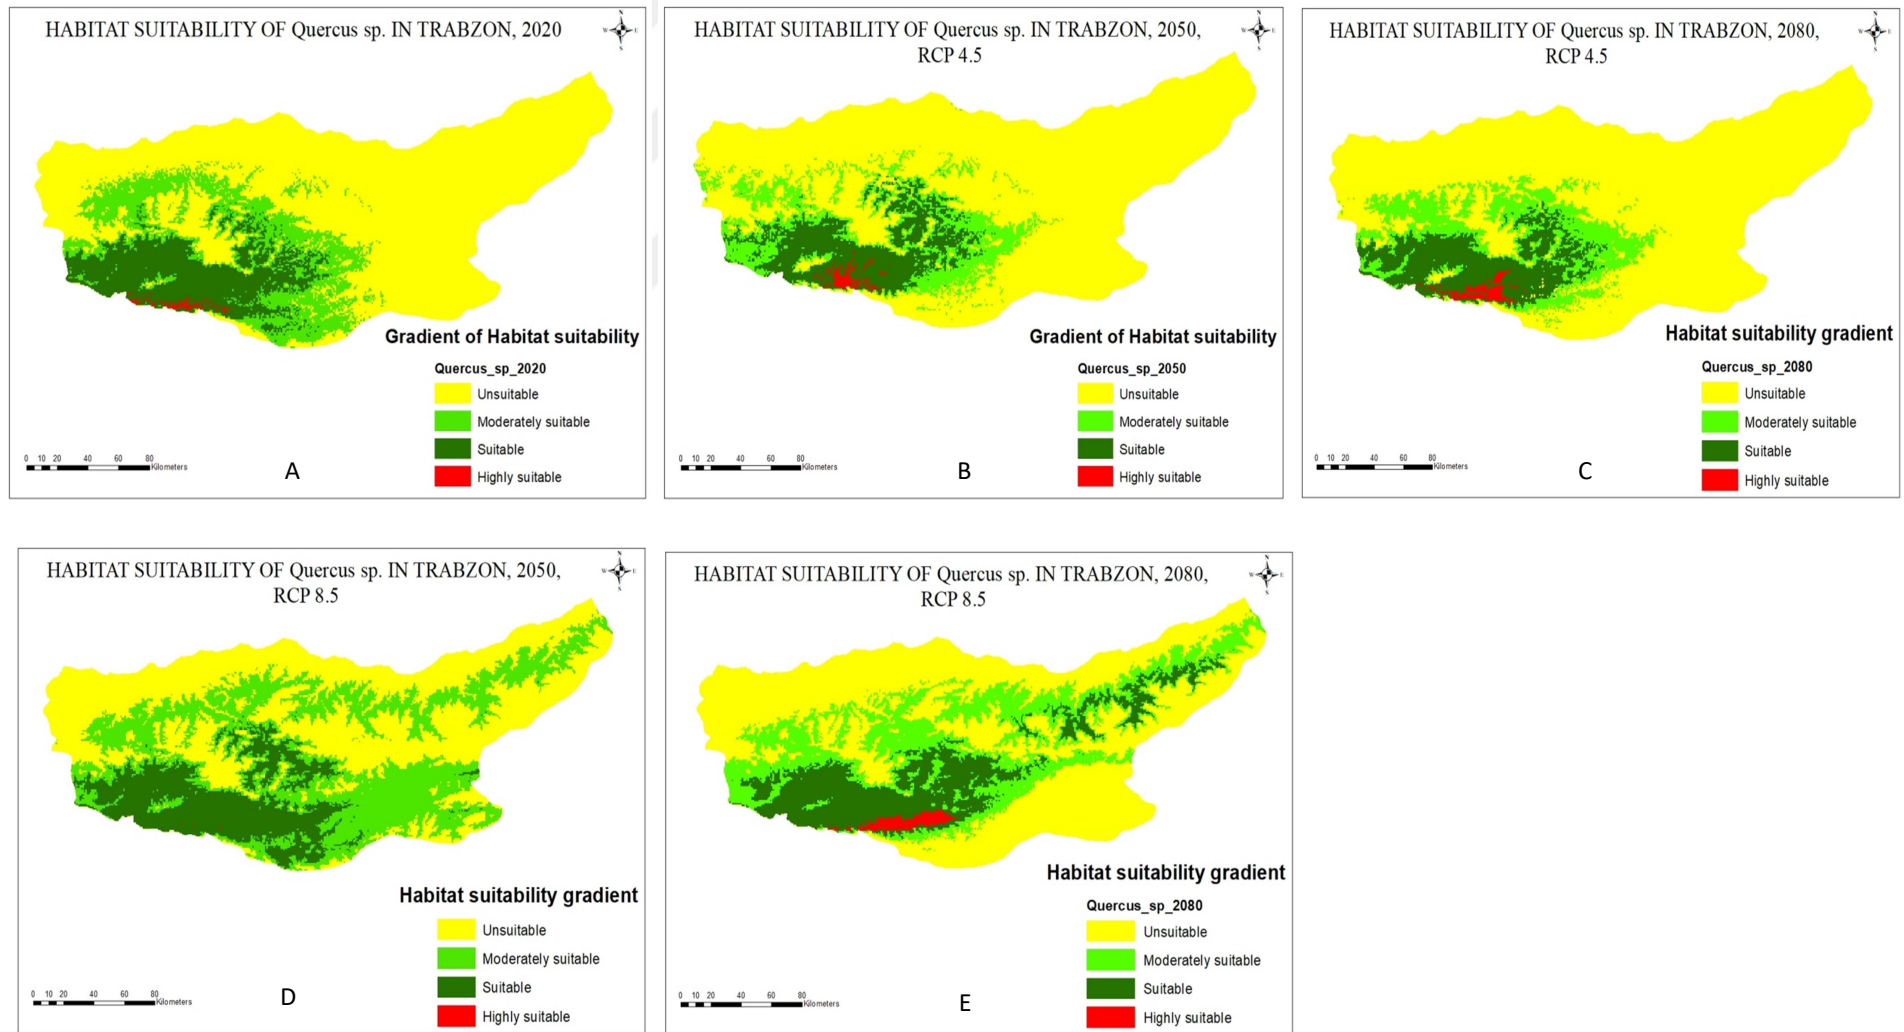 HABITAT SUITABILITY OF Quercus sp. IN TRABZON, 2020
N
W E
S
Gradient of Habitat suitability
Quercus_sp_2020
Unsuitable
Moderately suitable
Suitable
Highly suitable
0 10 20 40 60 80
Kilometers
A
HABITAT SUITABILITY OF Quercus sp. IN TRABZON, 2050,
RCP 4.5
N
W E
S
Gradient of Habitat suitability
Quercus_sp_2050
Unsuitable
Moderately suitable
Suitable
Highly suitable
0 10 20 40 60 80
Kilometers
B
HABITAT SUITABILITY OF Quercus sp. IN TRABZON, 2080,
RCP 4.5
N
W E
S
Habitat suitability gradient
Quercus_sp_2080
Unsuitable
Moderately suitable
Suitable
Highly suitable
0 10 20 40 60 80
Kilometers
C
HABITAT SUITABILITY OF Quercus sp. IN TRABZON, 2050,
RCP 8.5
N
W E
S
Habitat suitability gradient
Unsuitable
Moderately suitable
Suitable
Highly suitable
0 10 20 40 60 80
Kilometers
D
HABITAT SUITABILITY OF Quercus sp. IN TRABZON, 2080,
RCP 8.5
N
W E
S
Habitat suitability gradient
Quercus_sp_2080
Unsuitable
Moderately suitable
Suitable
Highly suitable
0 10 20 40 60 80
Kilometers
E